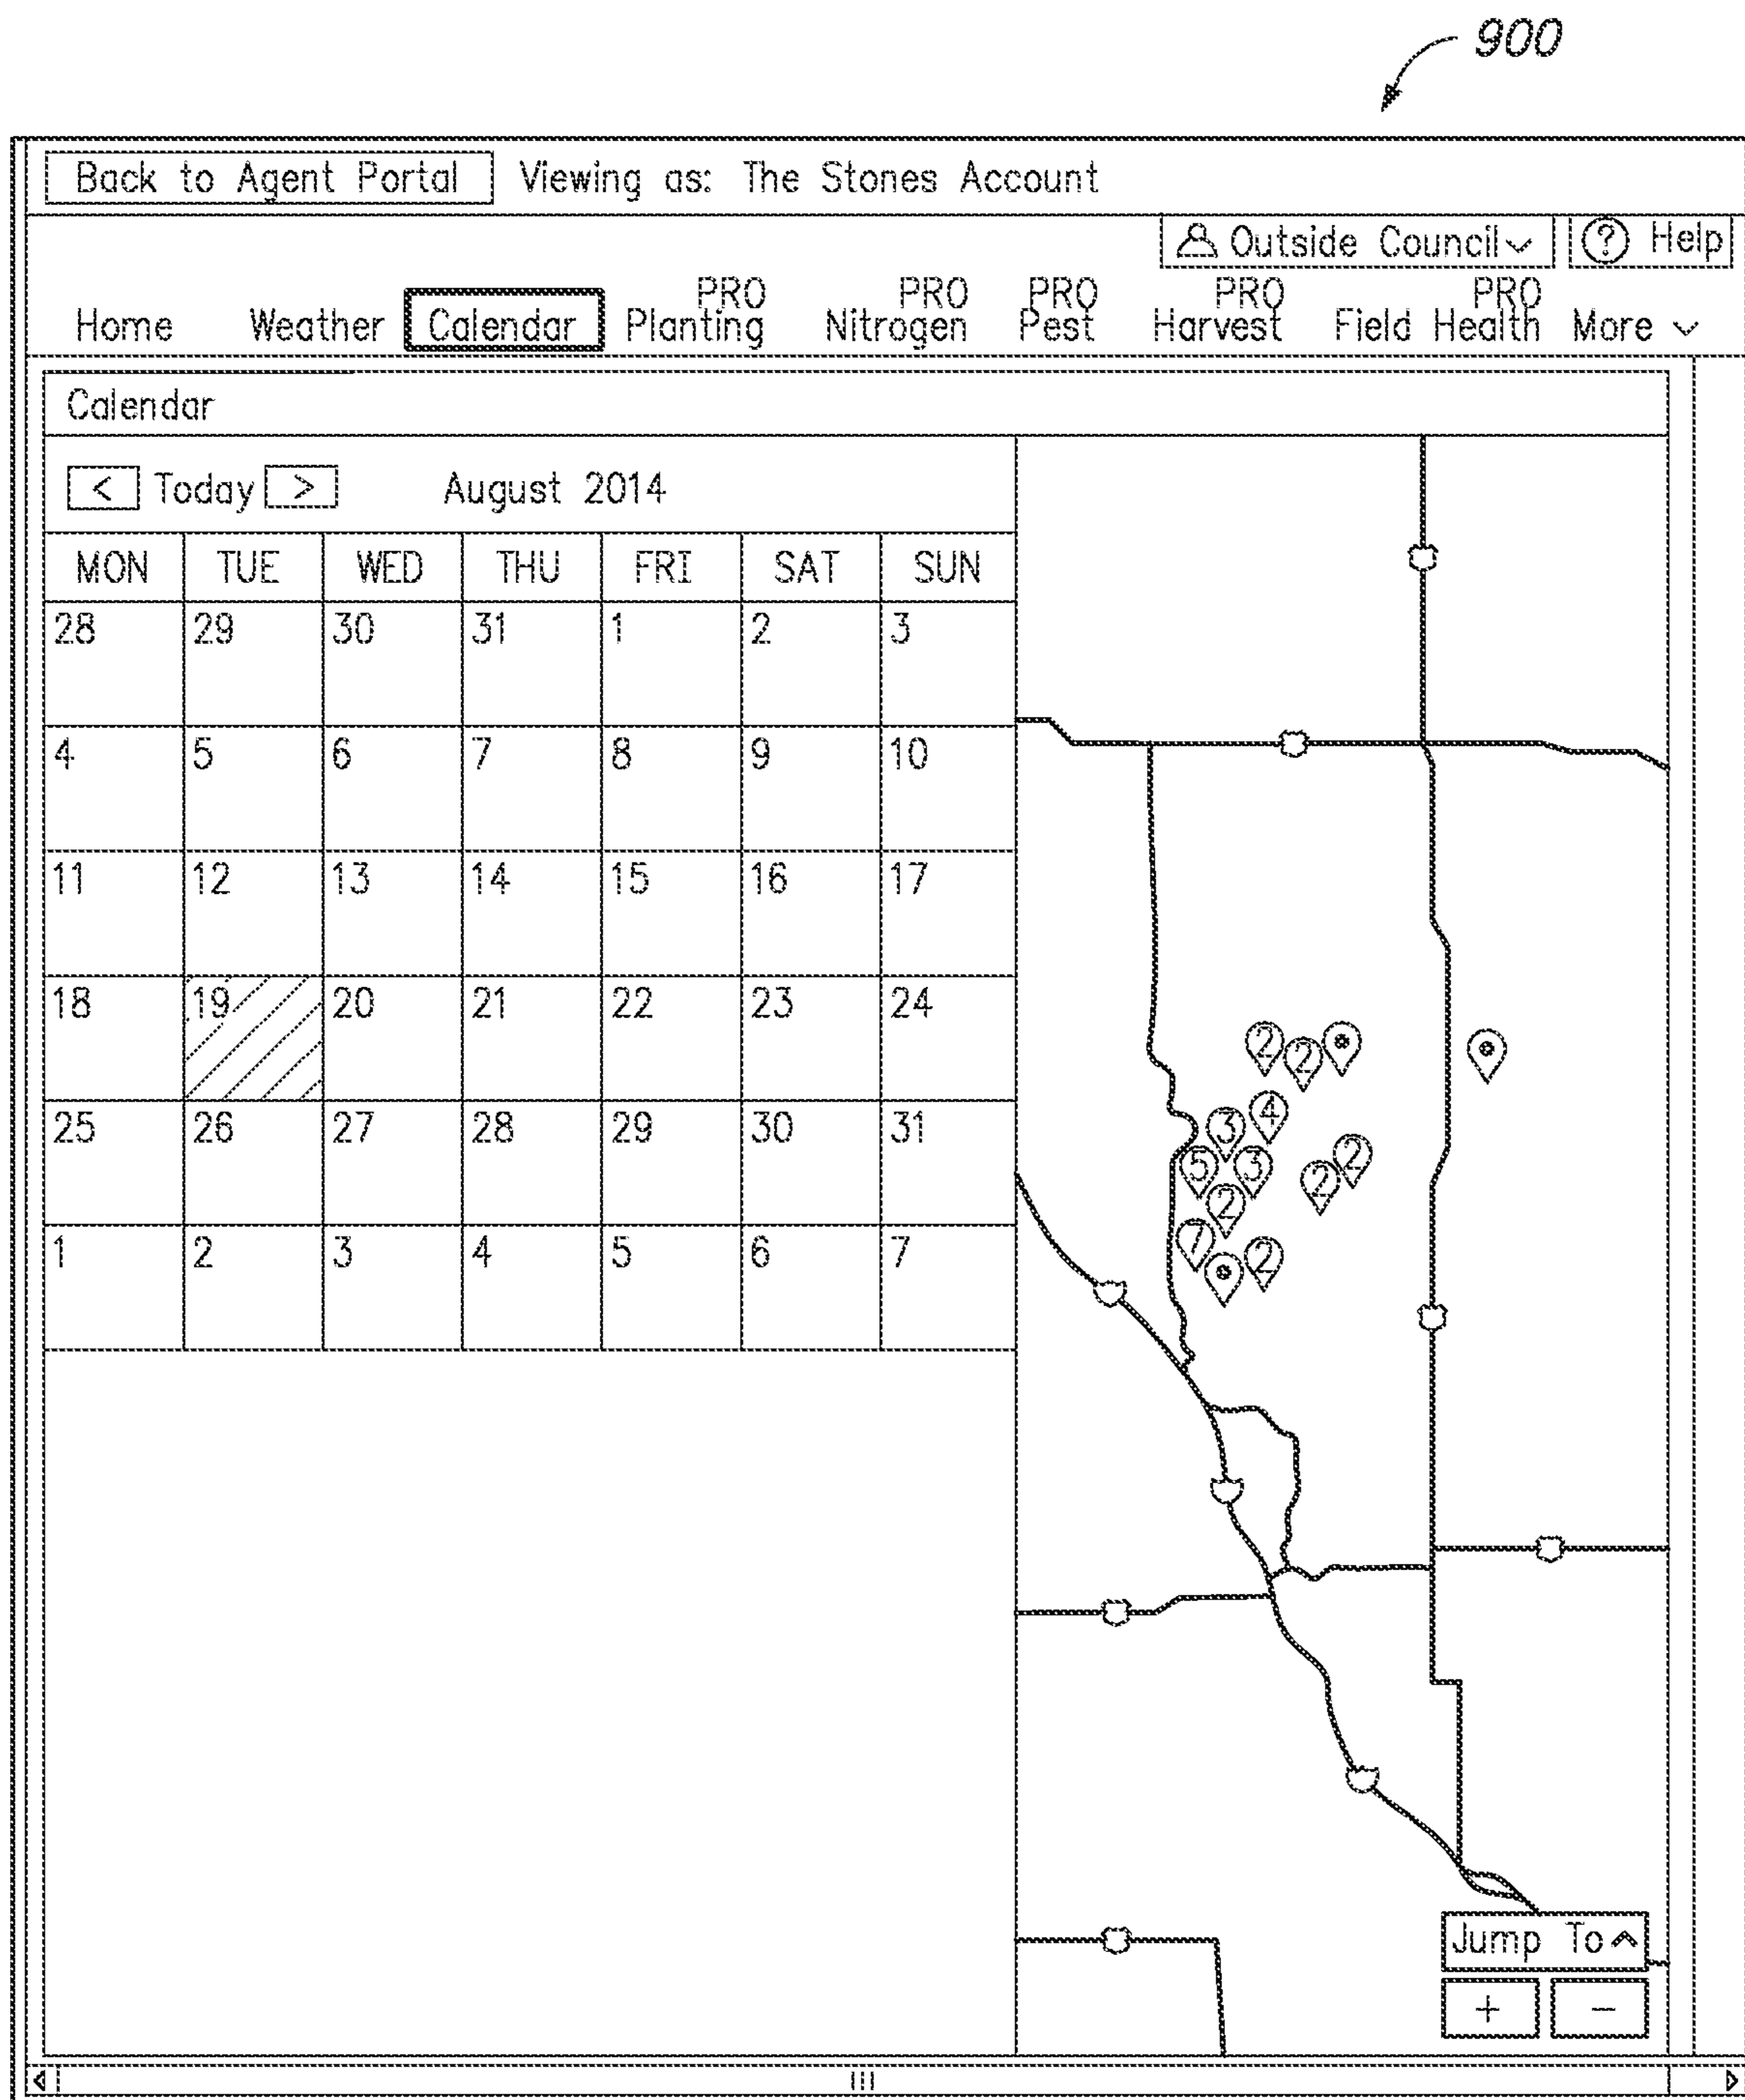 900
Back to Agent Portal Viewing as: The Stones Account
Outside Council ? Help
PRO PRO PRO PRO PRO
Home Weather Calendar Planting Nitrogen Pest Harvest Field Health More
Calendar
< Today > August 2014
MON TUE WED THU FRI SAT SUN
28 29 30 31 1 2 3
4 5 6 7 8 9 10
11 12 13 14 15 16 17
18 19 20 21 22 23 24
25 26 27 28 29 30 31
1 2 3 4 5 6 7
2 2
4
3
2
5 3
2
2
7
2
Jump To
+ −